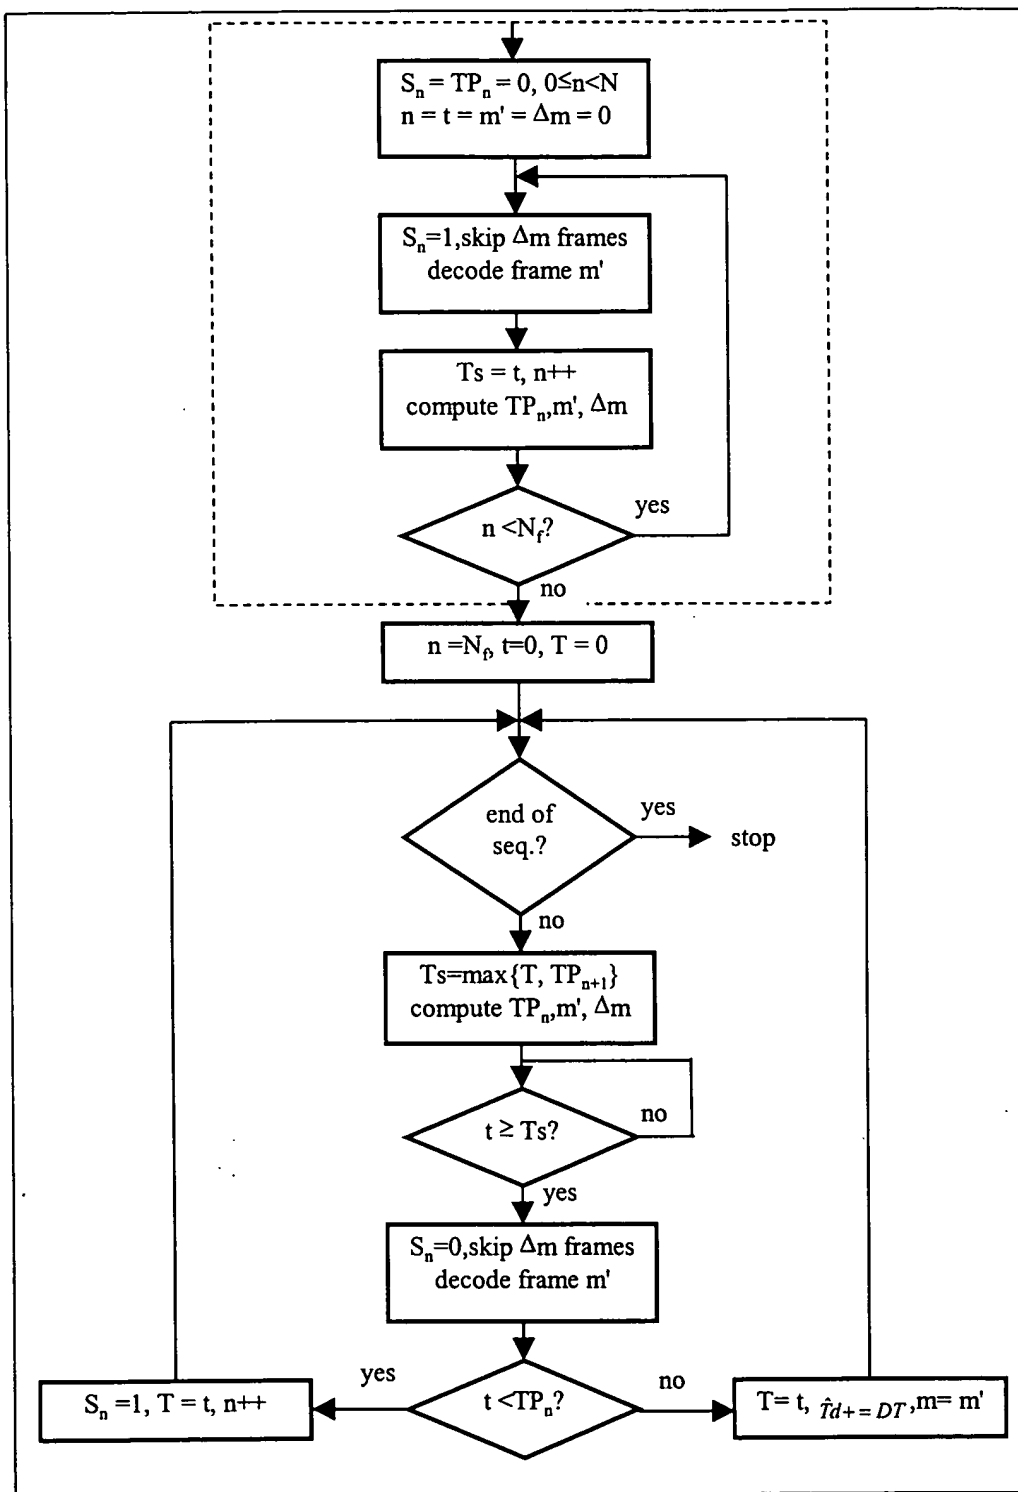 Sₙ = TPₙ = 0, 0≤n<N
n = t = m' = Δm = 0
Sₙ=1,skip Δm frames
decode frame m'
Ts = t, n++
compute TPₙ,m', Δm
n <N_f?
yes
no
n =N_f, t=0, T = 0
end of
seq.?
yes
stop
no
Ts=max{T, TPₙ₊₁}
compute TPₙ,m', Δm
t ≥ Ts?
no
yes
Sₙ=0,skip Δm frames
decode frame m'
t <TPₙ?
yes
no
Sₙ =1, T = t, n++
T= t, T̂d+=DT,m= m'